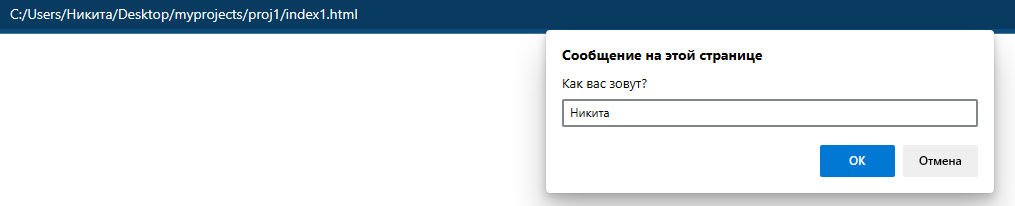 C:/Users/Никита/Desktop/myprojects/proj1/index1.html
Сообщение на этой странице
Как вас зовут?
Никита
ОК Отмена